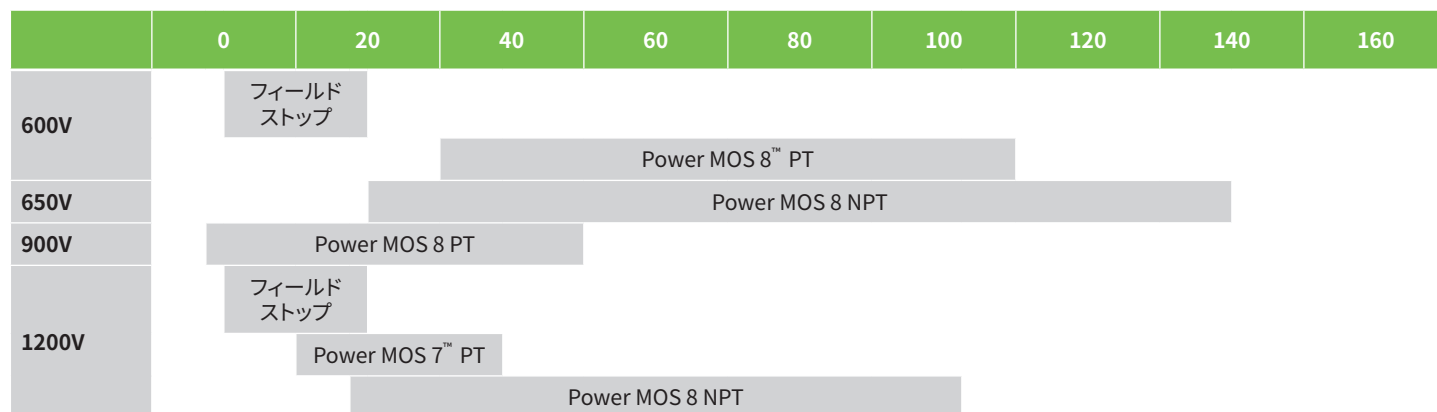 0 20 40 60 80 100 120 140 160
600V
フィールド
ストップ
Power MOS 8™ PT
650V
Power MOS 8 NPT
900V
Power MOS 8 PT
1200V
フィールド
ストップ
Power MOS 7™ PT
Power MOS 8 NPT